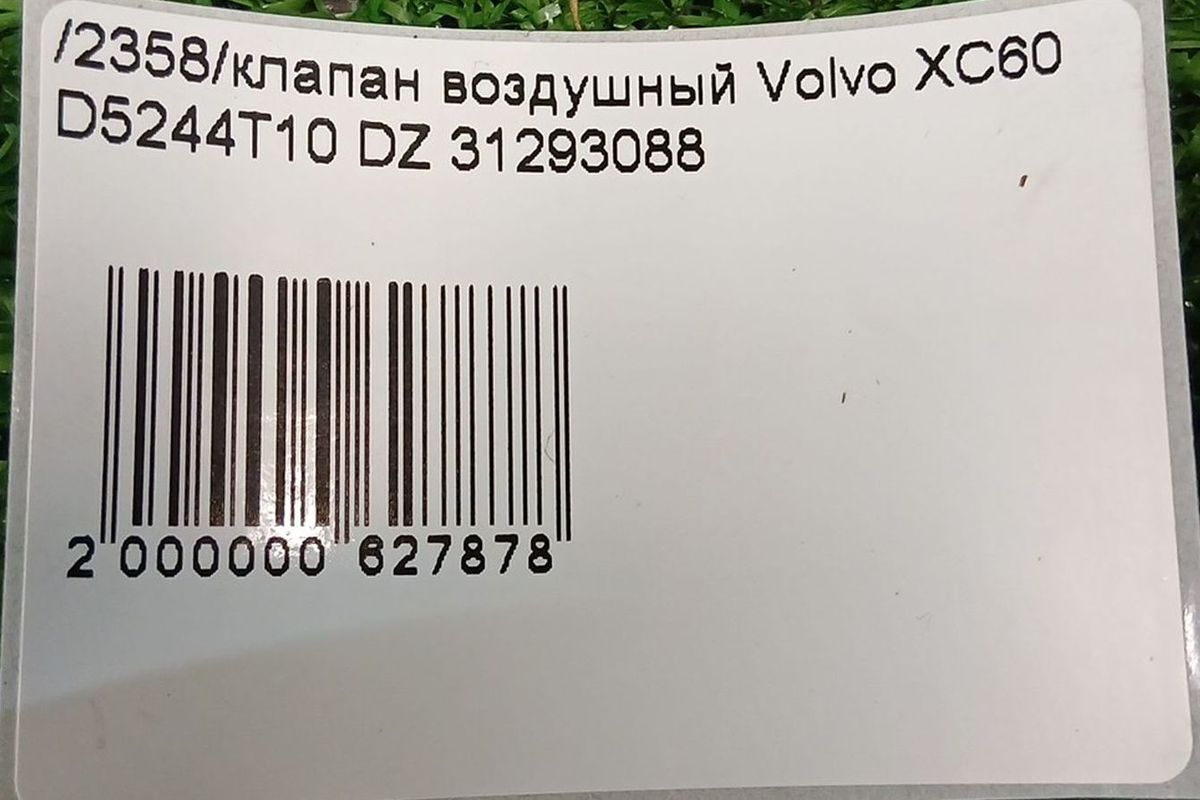 /2358/клапан воздушный Volvo XC60
D5244T10 DZ 31293088
2 000000 627878